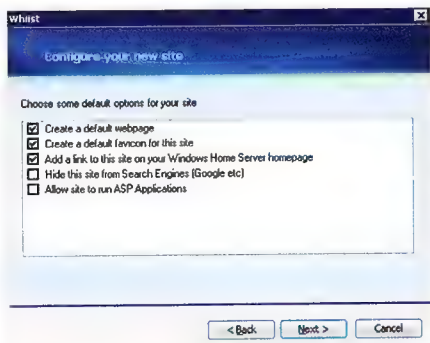 Whiist
Configure your new site
Choose some default options for your site
Create a default webpage
Create a default favicon for this site
Add a link to this site on your Windows Home Server homepage
Hide this site from Search Engines (Google etc)
Allow site to run ASP Applications
< Back
Next >
Cancel